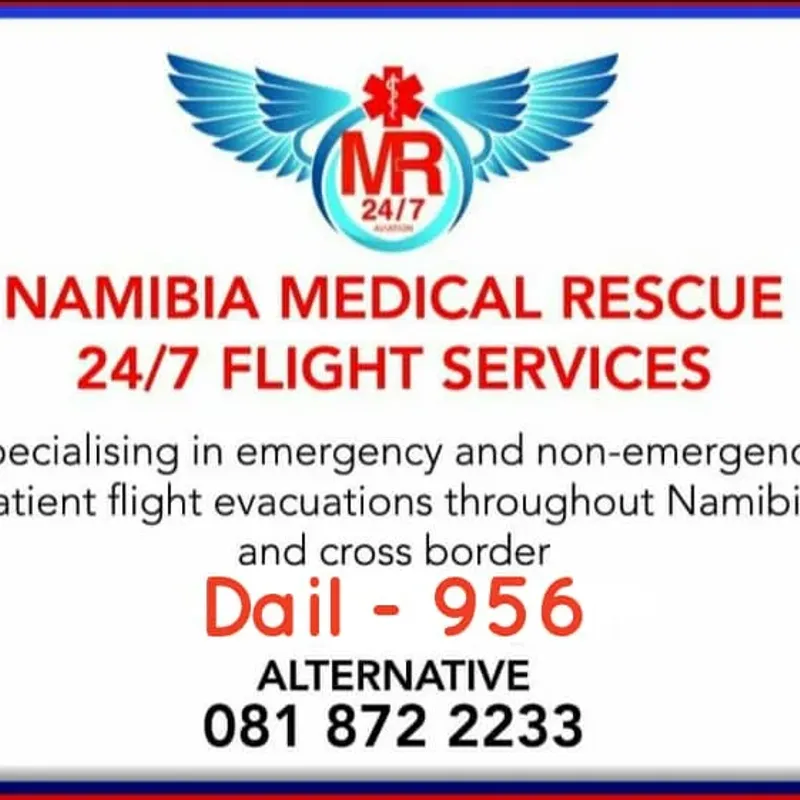 MR
24/7
AVIATION
NAMIBIA MEDICAL RESCUE
24/7 FLIGHT SERVICES
pecialising in emergency and non-emergenc
atient flight evacuations throughout Namibi
and cross border
Dail - 956
ALTERNATIVE
081 872 2233